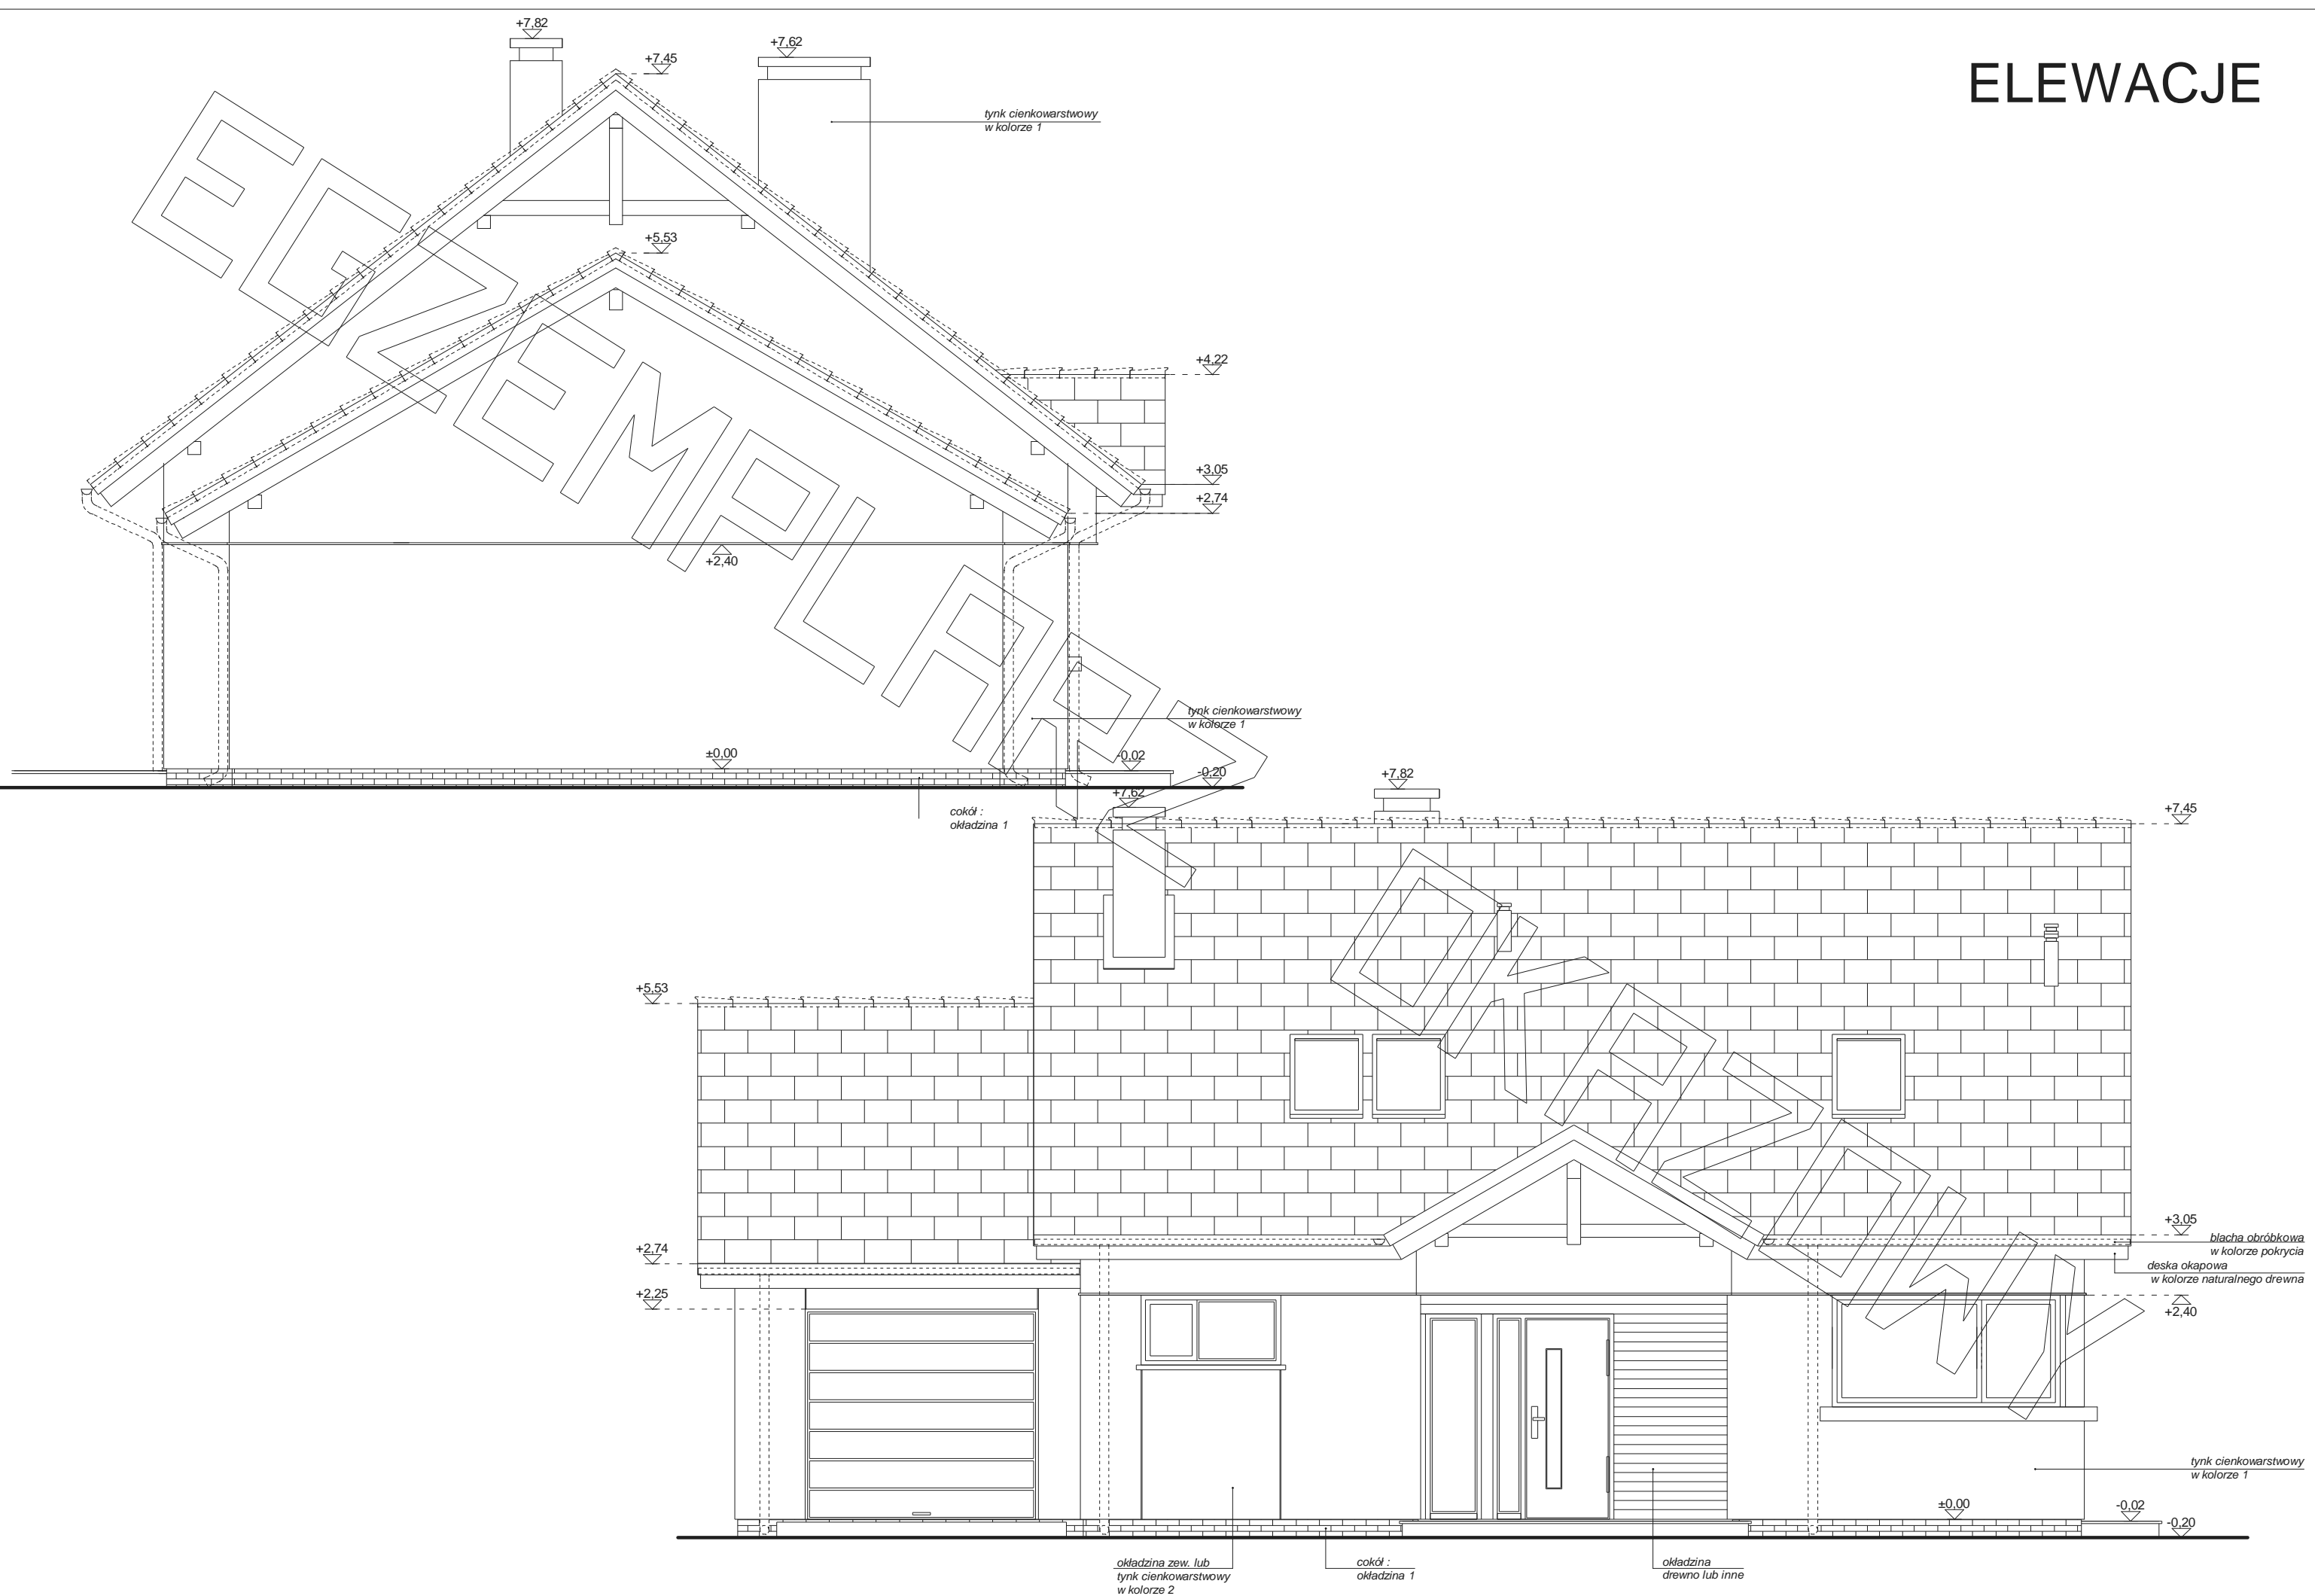 ELEWACJE
+7,82
+7,62
+7,45
tynk cienkowarstwowy
w kolorze 1
+5,53
+4,22
+3,05
+2,74
+2,40
tynk cienkowarstwowy
w kolorze 1
±0,00
-0,02
-0,20
cokół :
okładzina 1
EGZEMPLARZ OKAZOWY
+7,82
+7,62
+7,45
+5,53
+2,74
+2,25
+3,05
blacha obróbkowa
w kolorze pokrycia
deska okapowa
w kolorze naturalnego drewna
+2,40
tynk cienkowarstwowy
w kolorze 1
±0,00
-0,02
-0,20
okładzina zew. lub
tynk cienkowarstwowy
w kolorze 2
cokół :
okładzina 1
okładzina
drewno lub inne